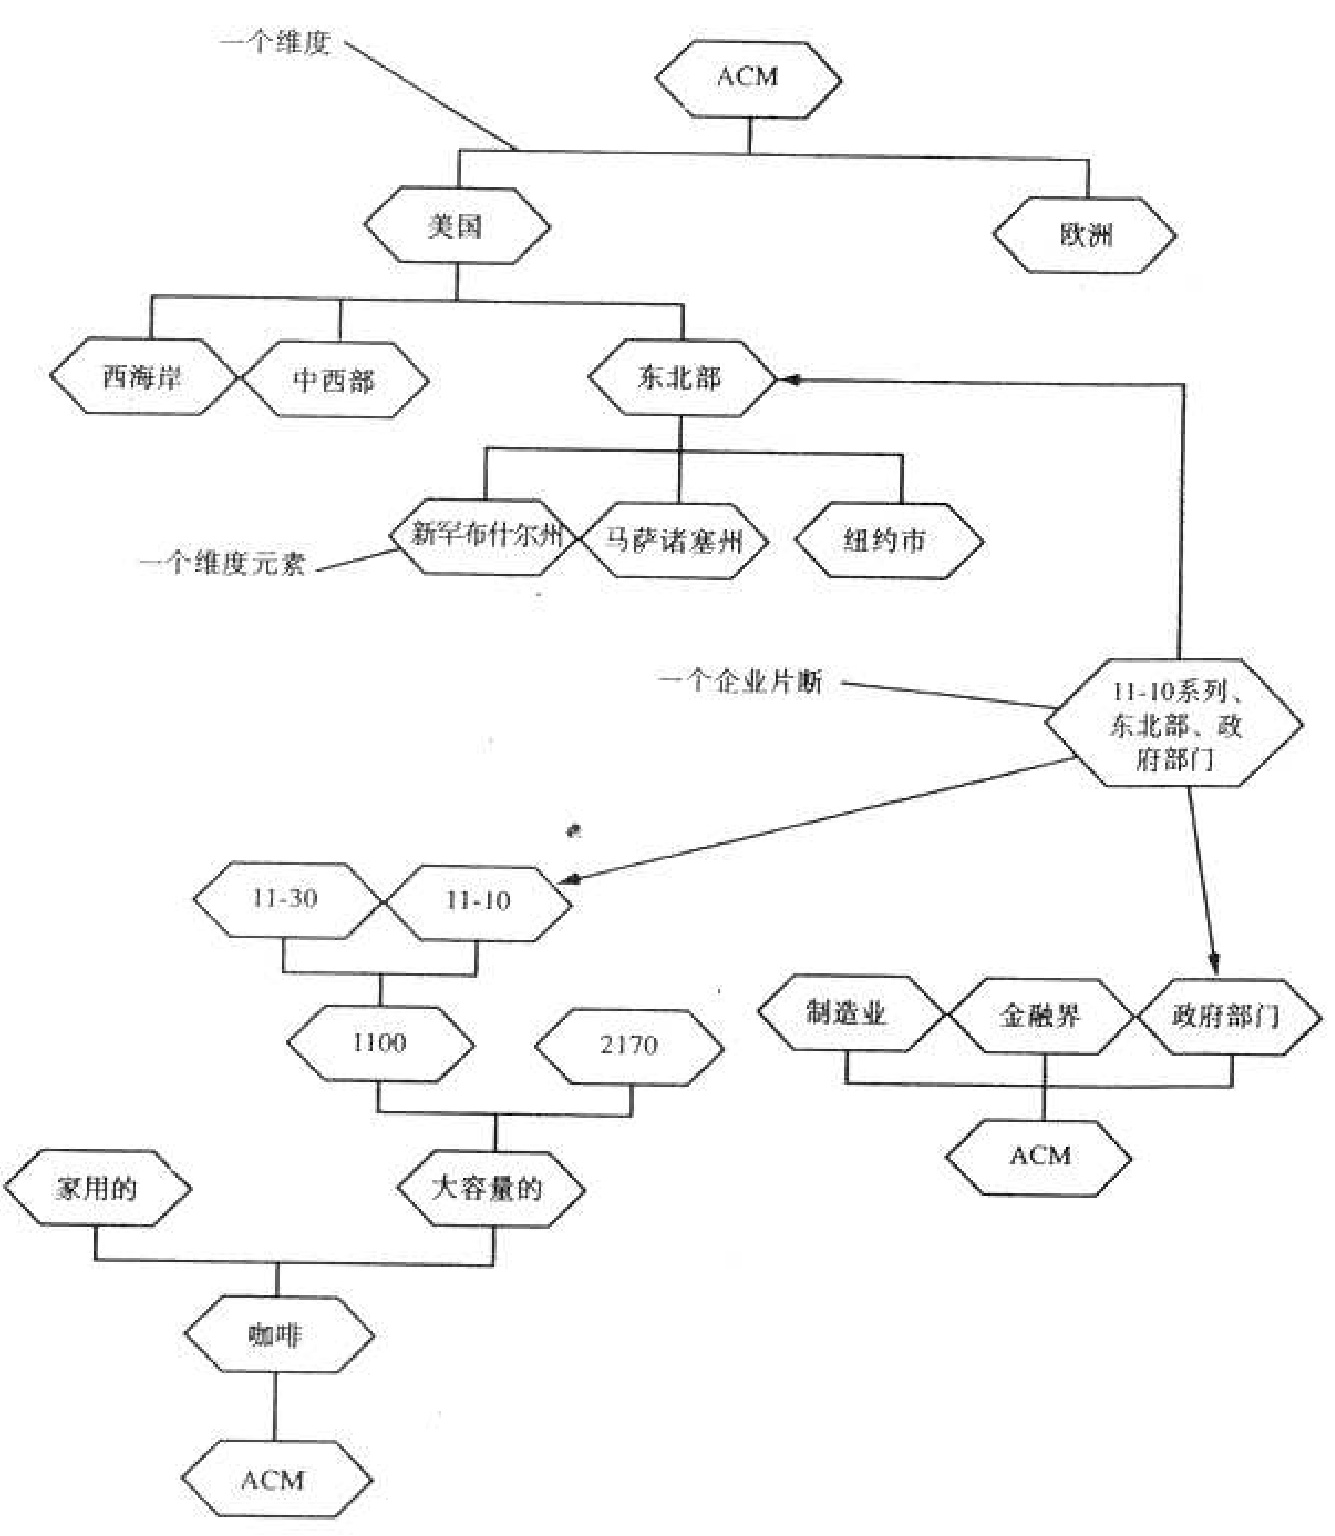 一个维度
ACM
美国
欧洲
西海岸
中西部
东北部
新罕布什尔州
马萨诸塞州
纽约市
一个维度元素
一个企业片断
11-10系列、
东北部、政
府部门
11-30
11-10
1100
2170
制造业
金融界
政府部门
ACM
家用的
大容量的
咖啡
ACM